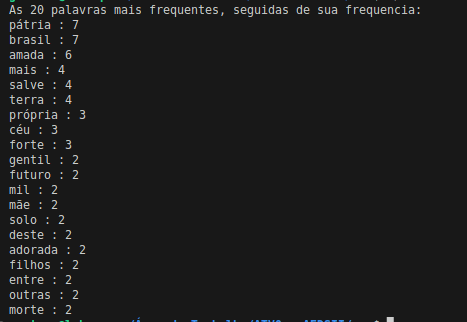 As 20 palavras mais frequentes, seguidas de sua frequencia:
pátria : 7
brasil : 7
amada : 6
mais : 4
salve : 4
terra : 4
própria : 3
céu : 3
forte : 3
gentil : 2
futuro : 2
mil : 2
mãe : 2
solo : 2
deste : 2
adorada : 2
filhos : 2
entre : 2
outras : 2
morte : 2